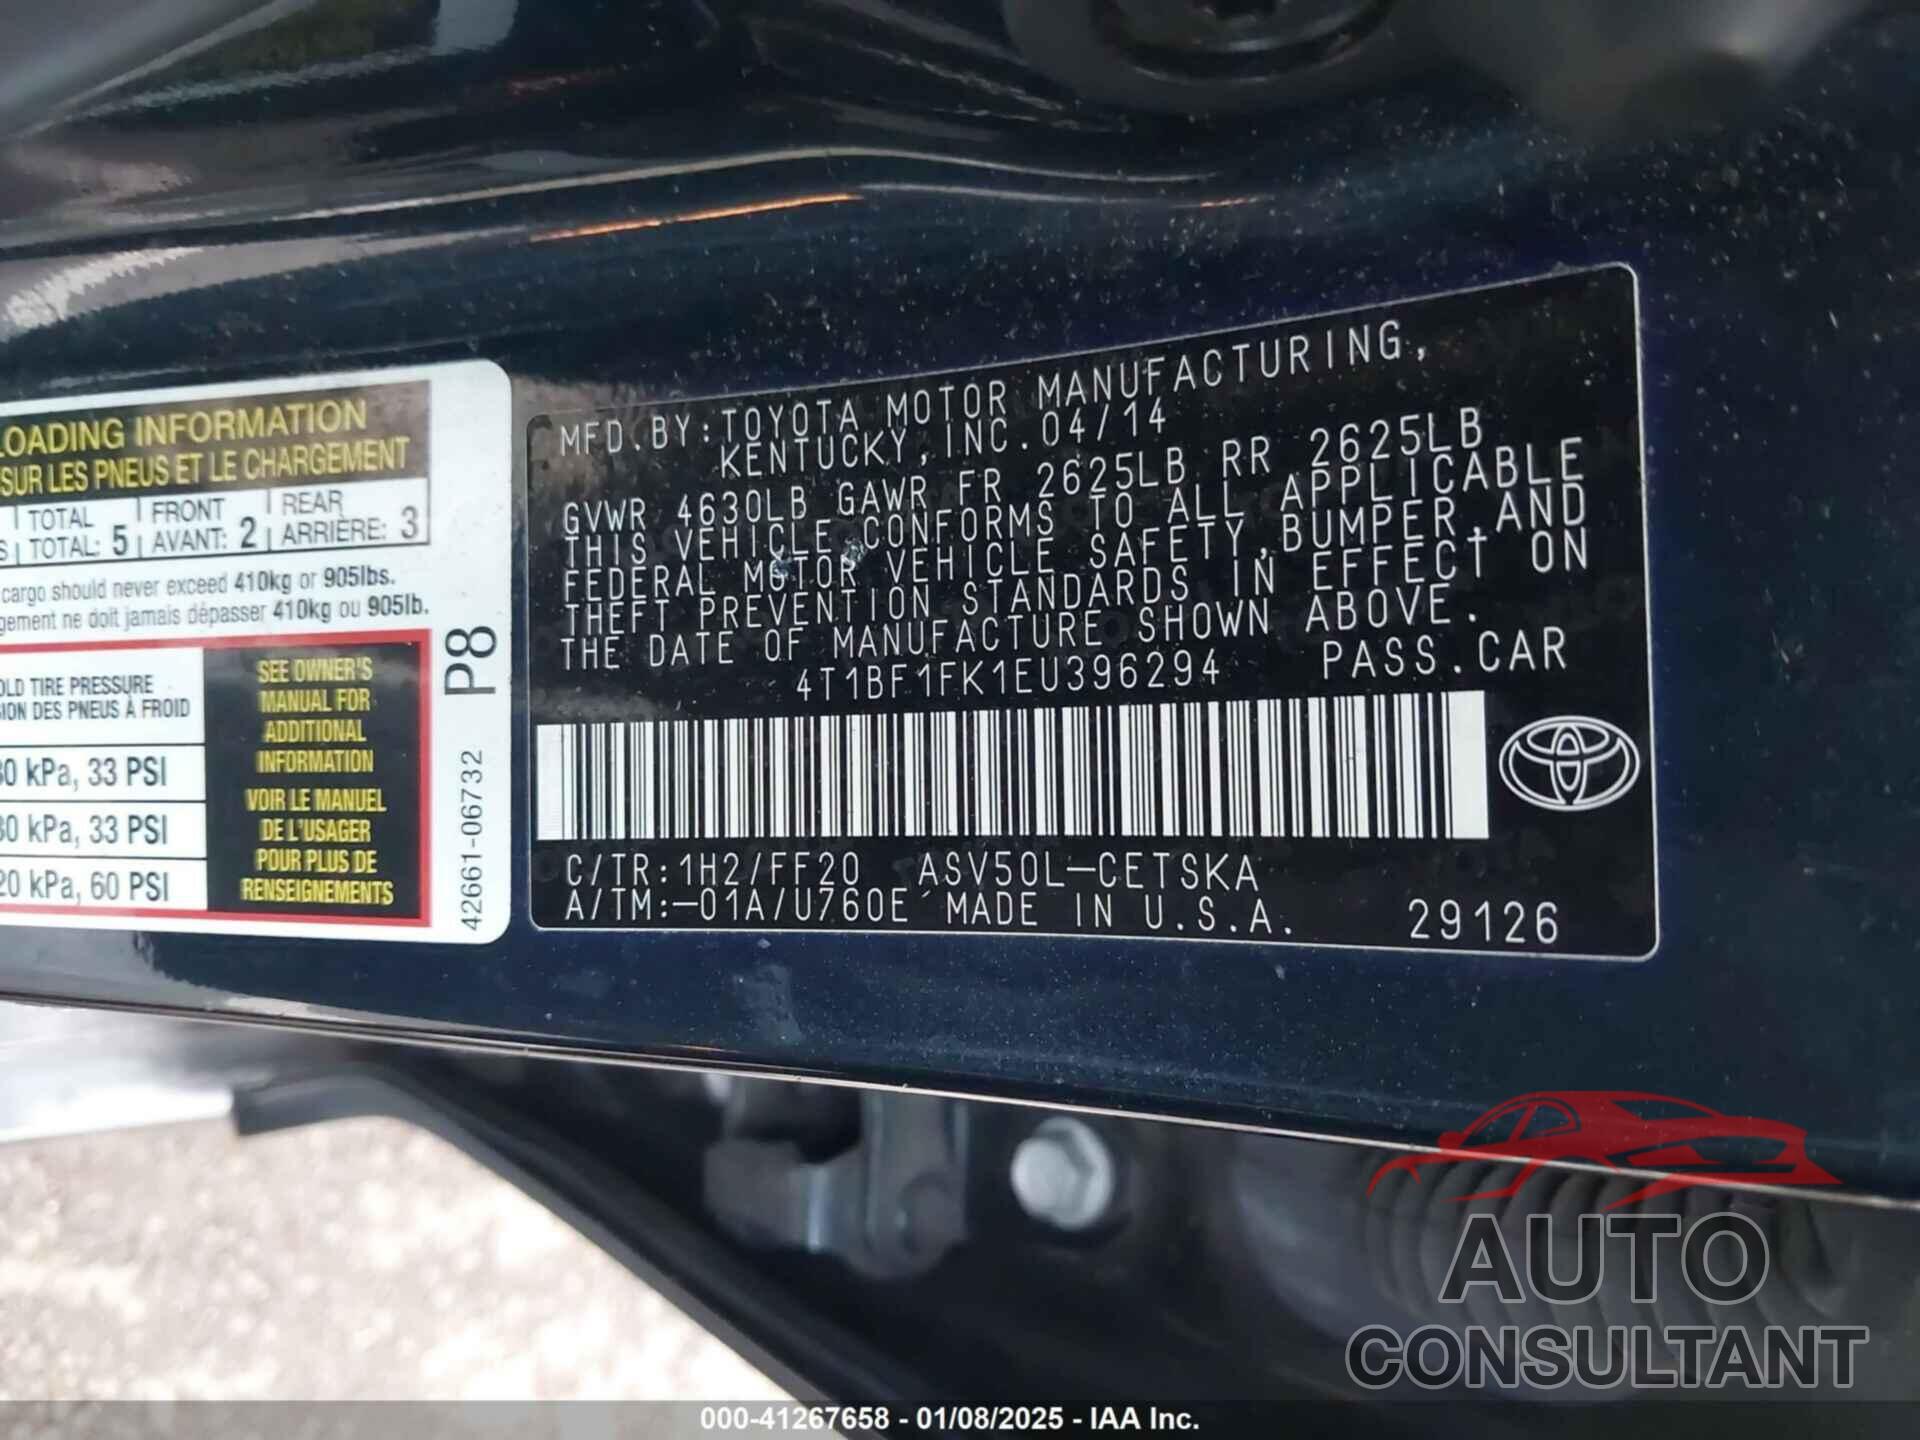 LOADING INFORMATION
SUR LES PNEUS ET LE CHARGEMENT
TOTAL FRONT REAR
TOTAL: 5 AVANT: 2 ARRIÈRE: 3
cargo should never exceed 410kg or 905lbs.
ne doit jamais dépasser 410kg ou 905lb.
TIRE PRESSURE
DES PNEUS À FROID
kPa, 33 PSI
kPa, 33 PSI
kPa, 60 PSI
SEE OWNER'S
MANUAL FOR
ADDITIONAL
INFORMATION
VOIR LE MANUEL
DE L'USAGER
POUR PLUS DE
RENSEIGNEMENTS
P8
42661-06732
MFD.BY:TOYOTA MOTOR MANUFACTURING,
KENTUCKY,INC.04/14
GVWR 4630LB GAWR FR 2625LB RR 2625LB
THIS VEHICLE CONFORMS TO ALL APPLICABLE
FEDERAL MOTOR VEHICLE SAFETY,BUMPER,AND
THEFT PREVENTION STANDARDS IN EFFECT ON
THE DATE OF MANUFACTURE SHOWN ABOVE.
4T1BF1FK1EU396294 PASS.CAR
C/TR:1H2/FF20 ASV50L-CETSKA
A/TM:-01A/U760E MADE IN U.S.A. 29126
AUTO
CONSULTANT
000-41267658 - 01/08/2025 - IAA Inc.